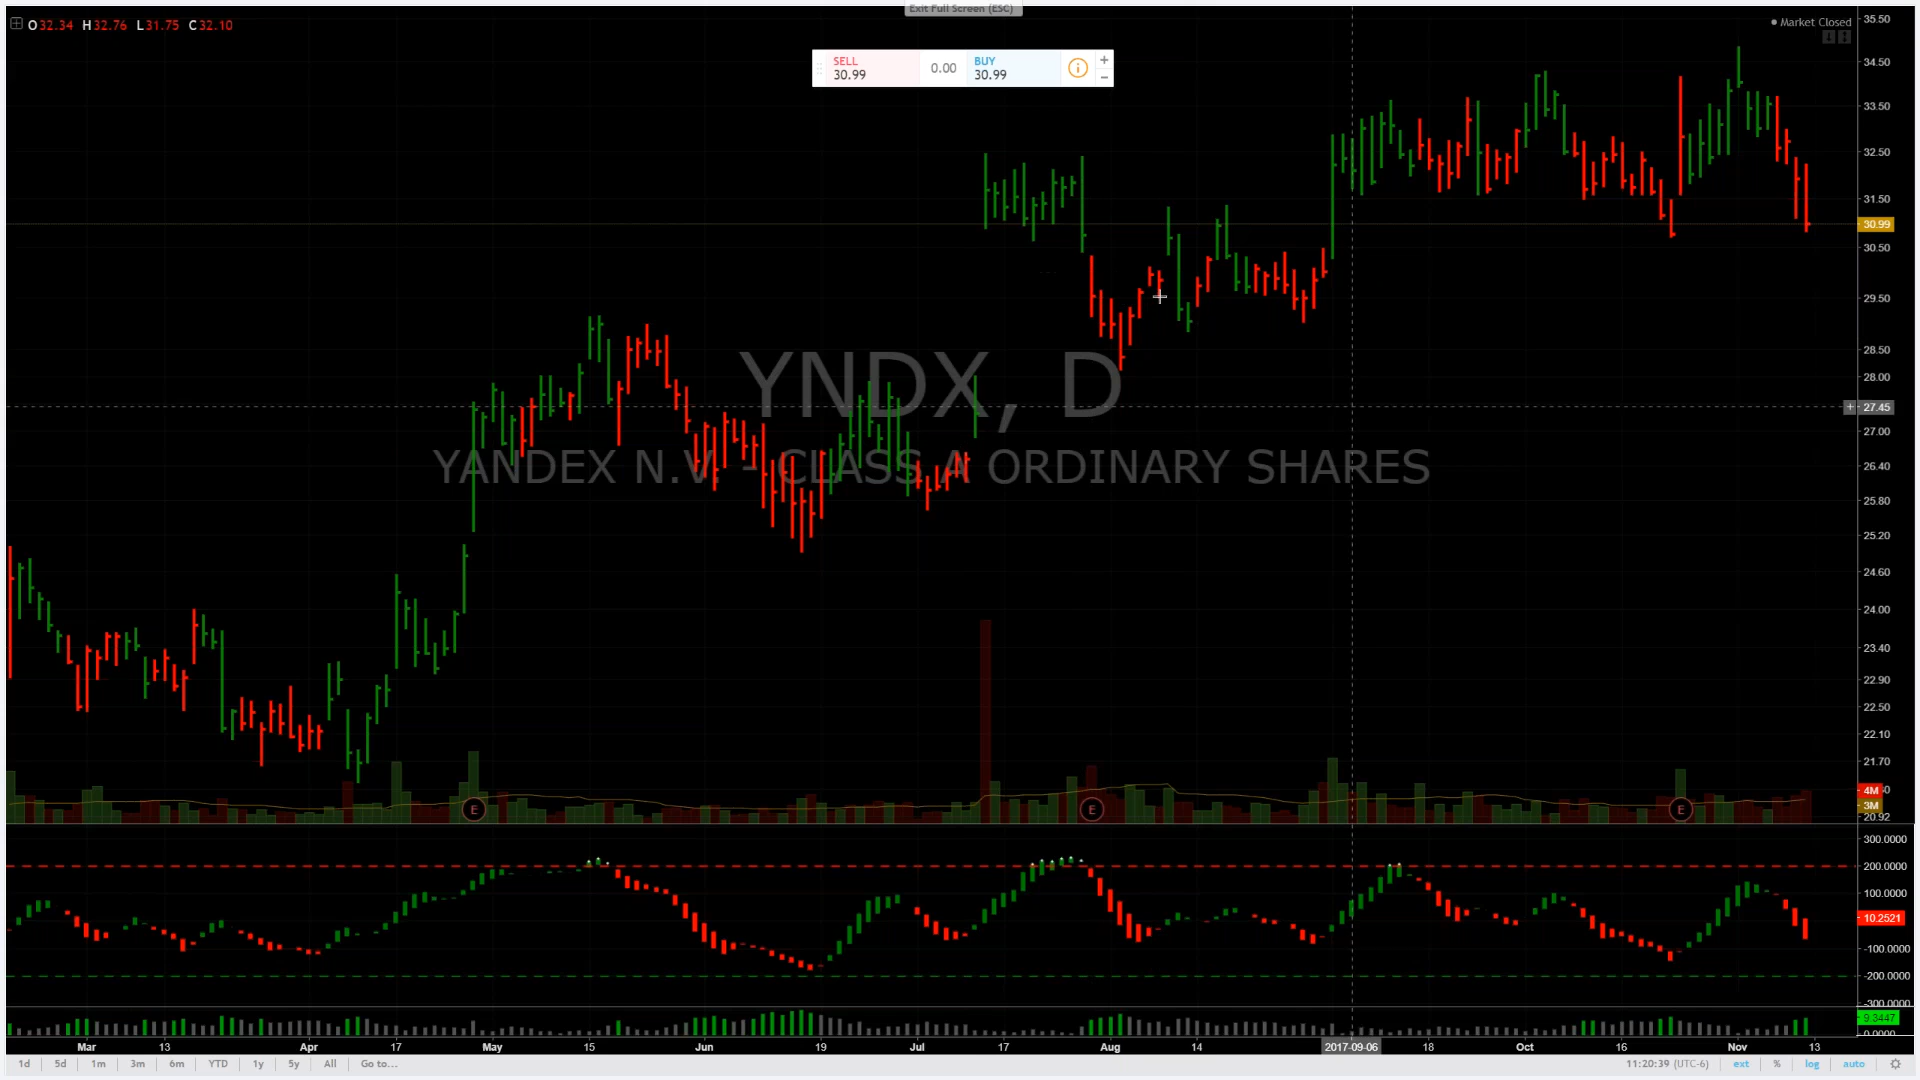 Exit Full Screen (ESC)
O32.34 H32.76 L31.75 C32.10
Market Closed
SELL
30.99
0.00
BUY
30.99
YNDX, D
YANDEX N.V. - CLASS A ORDINARY SHARES
35.50
34.50
33.50
32.50
31.50
30.99
30.50
29.50
28.50
28.00
27.45
27.00
26.40
25.80
25.20
24.60
24.00
23.40
22.90
22.50
22.10
21.70
4M
3M
20.92
E E E
300.0000
200.0000
100.0000
10.2521
-100.0000
-200.0000
-300.0000
9.3447
0.0000
Mar 13 Apr 17 May 15 Jun 19 Jul 17 Aug 14 2017-09-06 18 Oct 16 Nov 13
1d 5d 1m 3m 6m YTD 1y 5y All Go to... 11:20:39 (UTC-6) ext % log auto